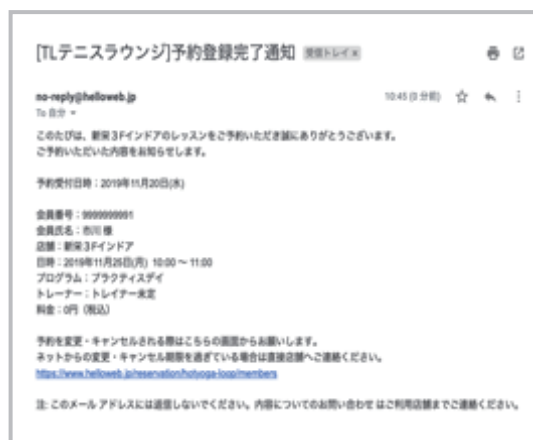 [TLテニスラウンジ]予約登録完了通知 受信トレイ ×
no-reply@helloweb.jp 10:45 (0 分前)
To 自分
このたびは、新栄3Fインドアのレッスンをご予約いただき誠にありがとうございます。
ご予約いただいた内容をお知らせします。
予約受付日時:2019年11月20日(水)
会員番号:9999999991
会員氏名:市川 様
店舗:新栄3Fインドア
日時:2019年11月25日(月) 10:00 ~ 11:00
プログラム:プラクティスデイ
トレーナー:トレイナー未定
料金:0円 (税込)
予約を変更・キャンセルされる際はこちらの画面からお願いします。
ネットからの変更・キャンセル期限を過ぎている場合は直接店舗へご連絡ください。
https://www.helloweb.jp/reservation/hotyoga-loop/members
注: このメール アドレスには返信しないでください。内容についてのお問い合わせ はご利用店舗までご連絡ください。